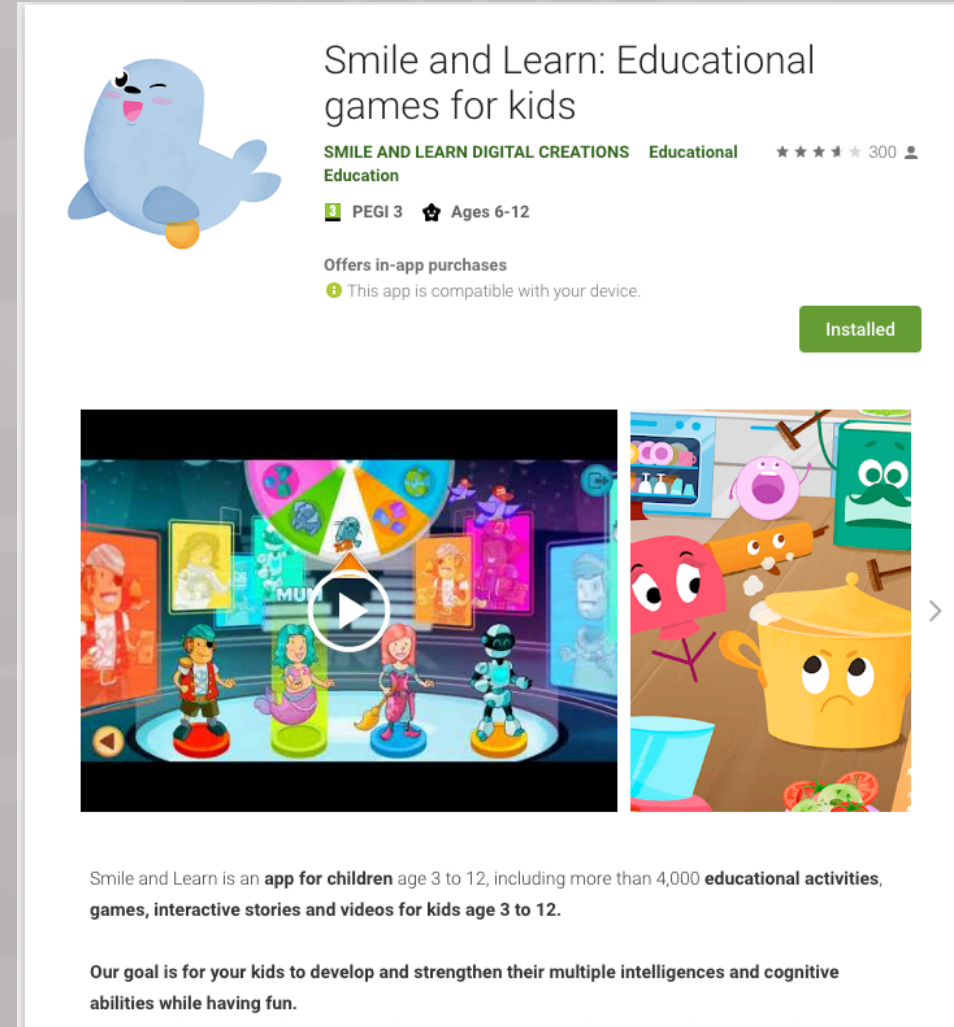 Smile and Learn: Educational
games for kids
SMILE AND LEARN DIGITAL CREATIONS Educational 300
Education
3 PEGI 3 Ages 6-12
Offers in-app purchases
This app is compatible with your device.
Installed
MUM
Smile and Learn is an app for children age 3 to 12, including more than 4,000 educational activities,
games, interactive stories and videos for kids age 3 to 12.
Our goal is for your kids to develop and strengthen their multiple intelligences and cognitive
abilities while having fun.